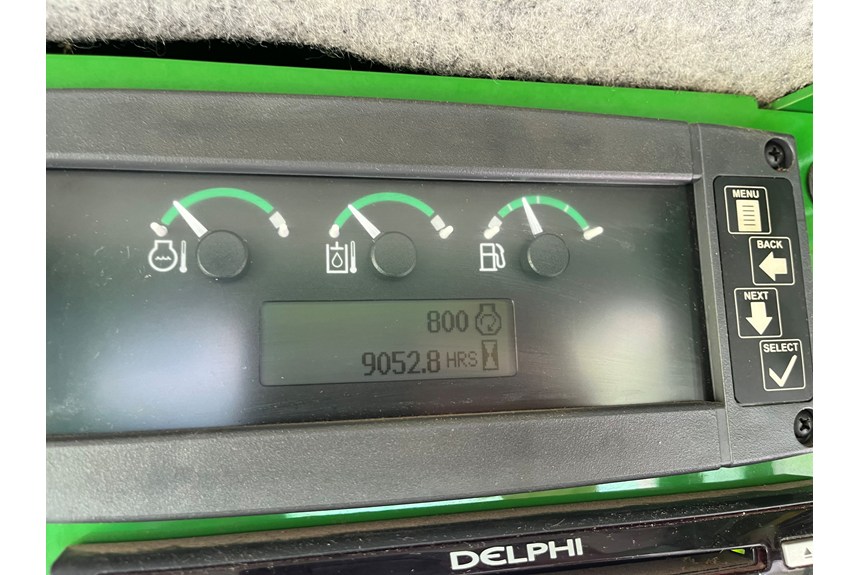 MENU
BACK
NEXT
SELECT
800
9052.8 HRS
DELPHI